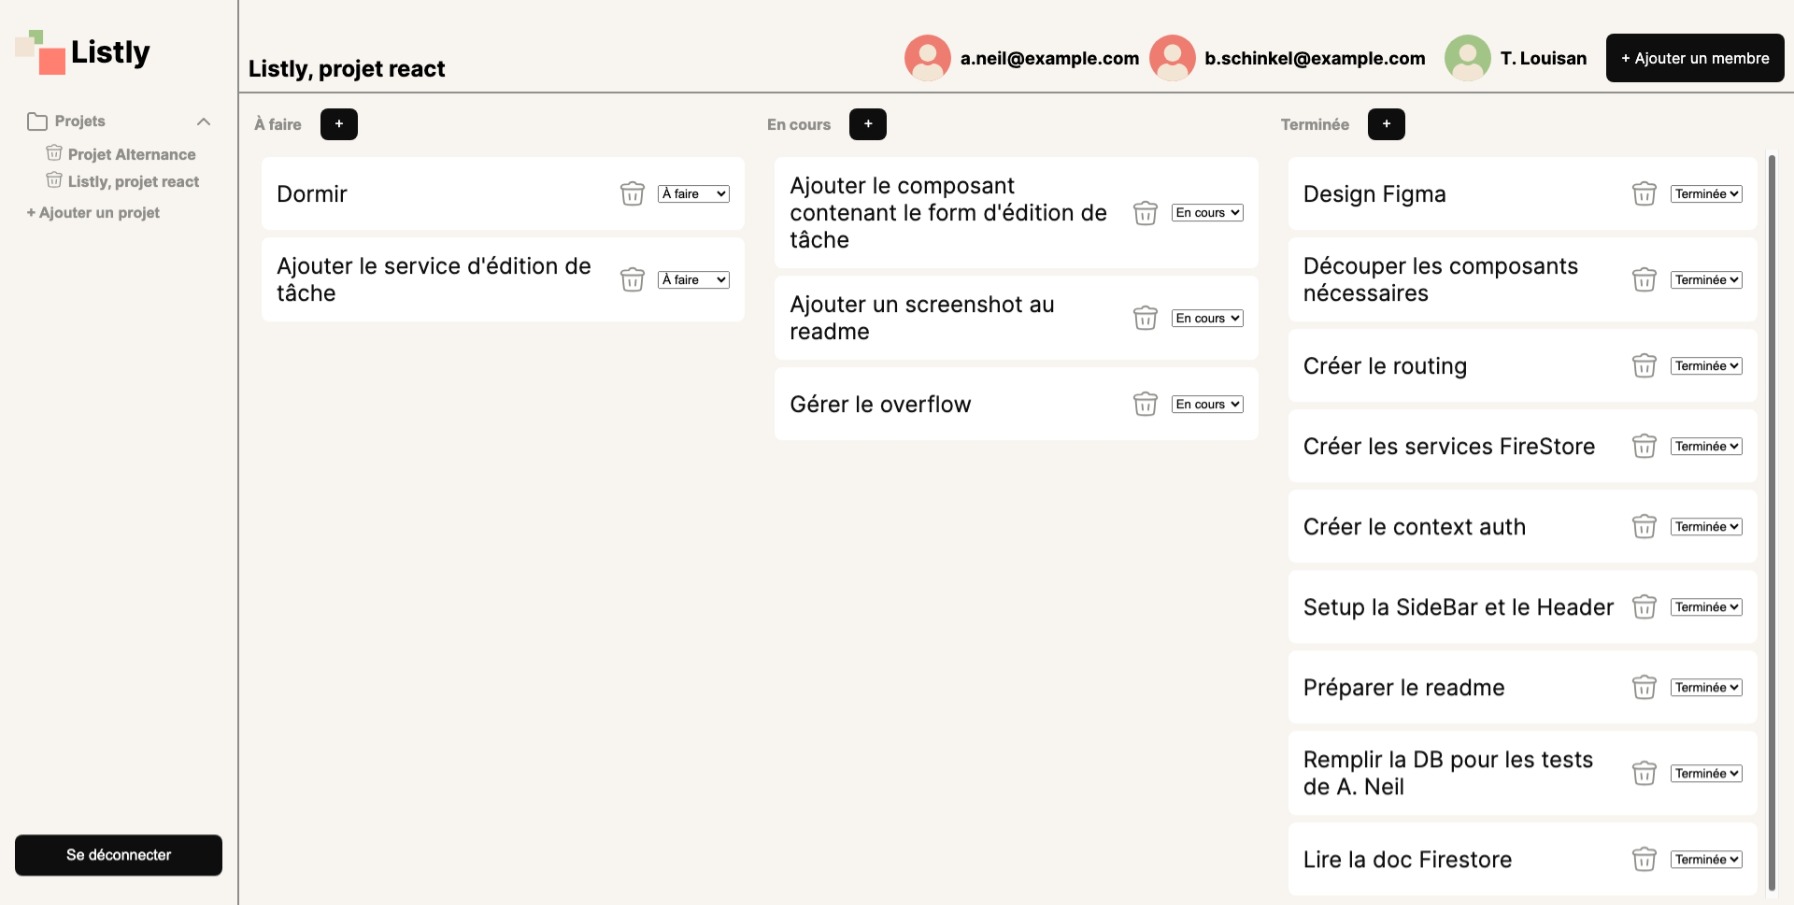 Listly
Projets
Projet Alternance
Listly, projet react
+ Ajouter un projet
Se déconnecter
Listly, projet react
a.neil@example.com
b.schinkel@example.com
T. Louisan
+ Ajouter un membre
À faire
+
Dormir
À faire
Ajouter le service d'édition de
tâche
À faire
En cours
+
Ajouter le composant
contenant le form d'édition de
tâche
En cours
Ajouter un screenshot au
readme
En cours
Gérer le overflow
En cours
Terminée
+
Design Figma
Terminée
Découper les composants
nécessaires
Terminée
Créer le routing
Terminée
Créer les services FireStore
Terminée
Créer le context auth
Terminée
Setup la SideBar et le Header
Terminée
Préparer le readme
Terminée
Remplir la DB pour les tests
de A. Neil
Terminée
Lire la doc Firestore
Terminée